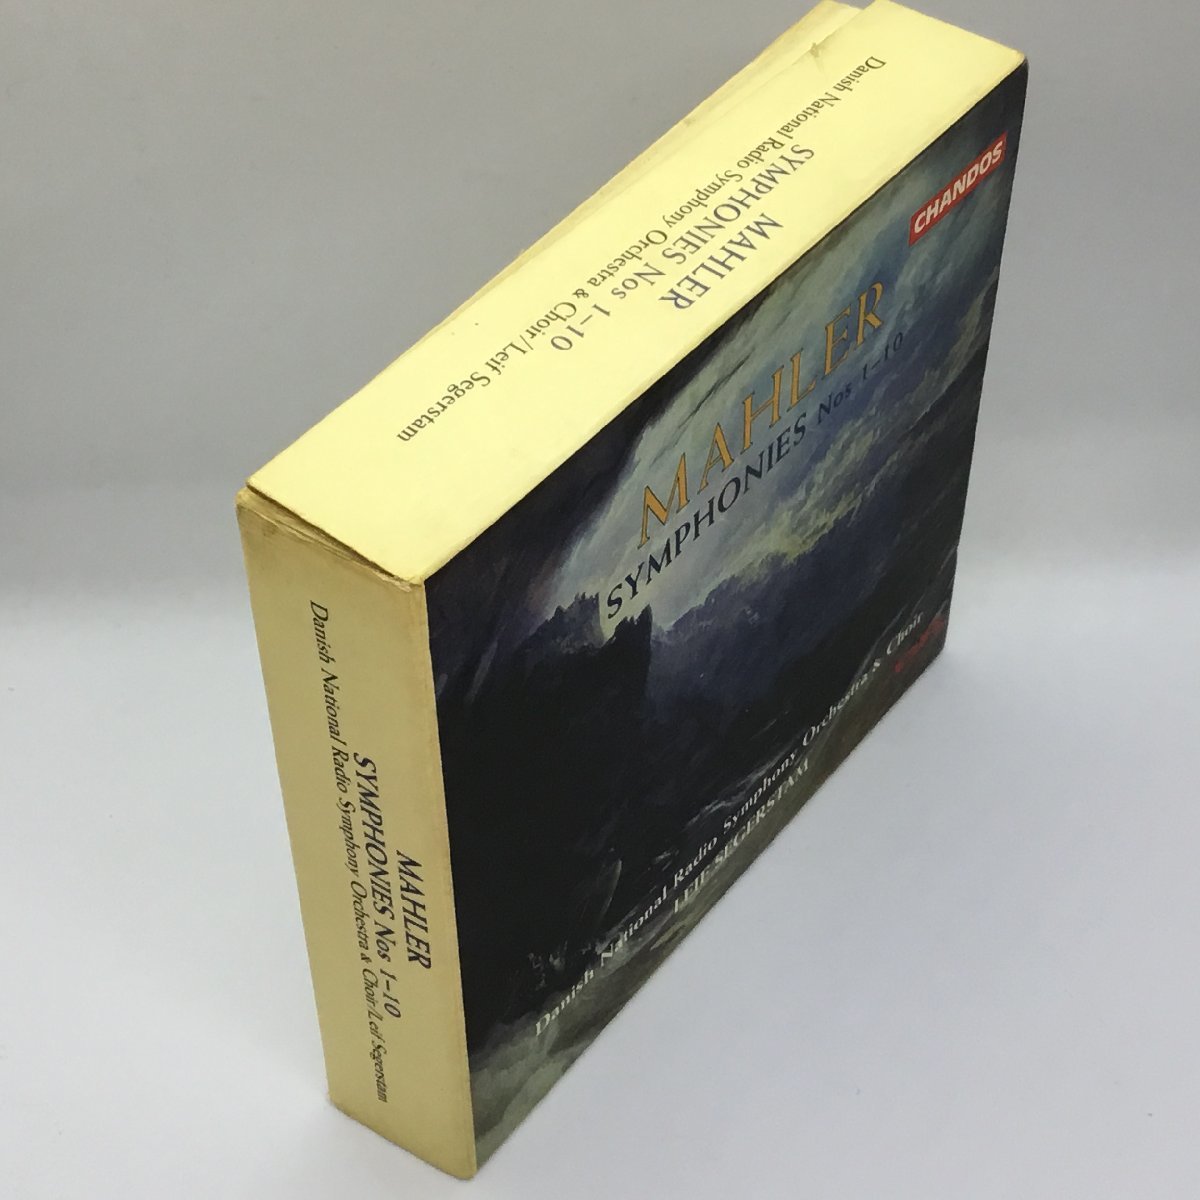 MAHLER
SYMPHONIES Nos 1–10
Danish National Radio Symphony Orchestra & Choir/Leif Segerstam
CHANDOS
MAHLER
SYMPHONIES Nos 1–10
Danish National Radio Symphony Orchestra & Choir
LEIF SEGERSTAM
MAHLER
SYMPHONIES Nos 1–10
Danish National Radio Symphony Orchestra & Choir/Leif Segerstam